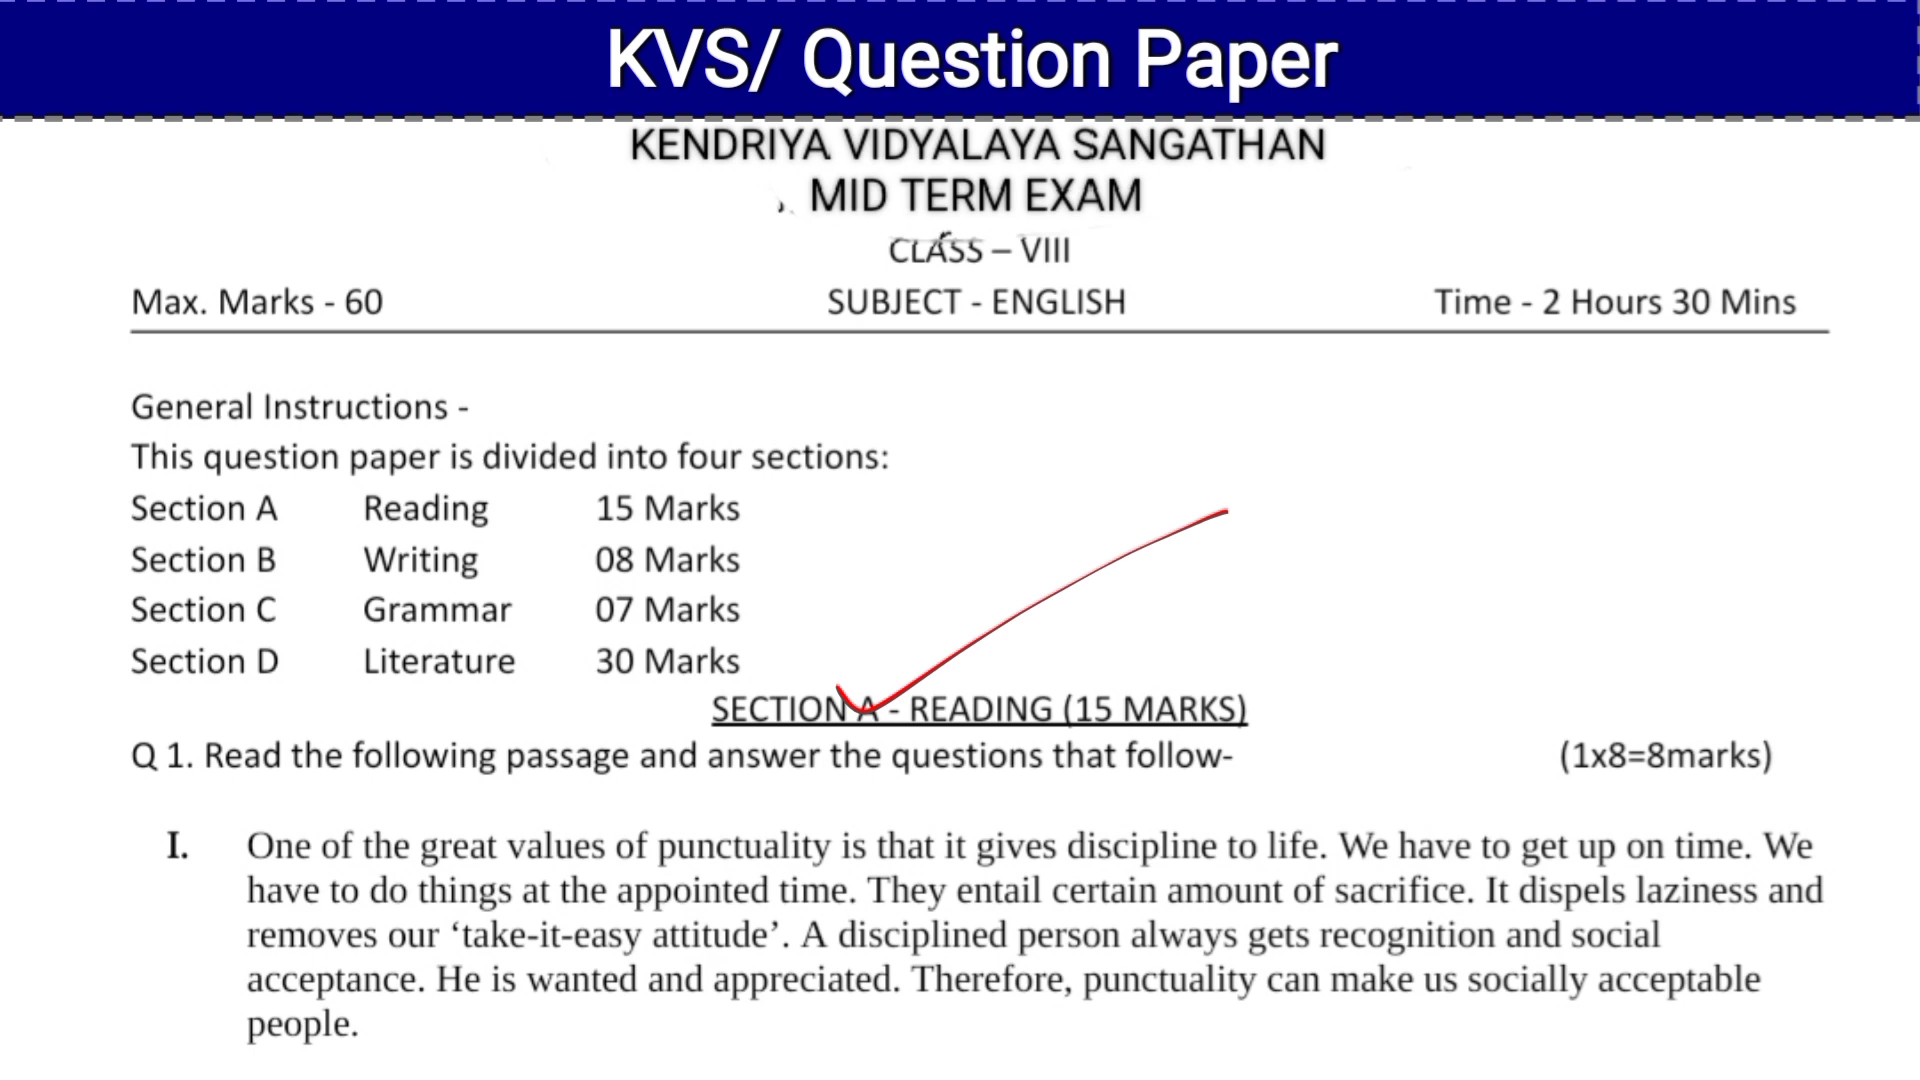 KVS/ Question Paper
KENDRIYA VIDYALAYA SANGATHAN
MID TERM EXAM
CLASS – VIII
Max. Marks - 60 SUBJECT - ENGLISH Time - 2 Hours 30 Mins
General Instructions -
This question paper is divided into four sections:
Section A Reading 15 Marks
Section B Writing 08 Marks
Section C Grammar 07 Marks
Section D Literature 30 Marks
SECTION A - READING (15 MARKS)
Q 1. Read the following passage and answer the questions that follow- (1x8=8marks)
I. One of the great values of punctuality is that it gives discipline to life. We have to get up on time. We
have to do things at the appointed time. They entail certain amount of sacrifice. It dispels laziness and
removes our ‘take-it-easy attitude’. A disciplined person always gets recognition and social
acceptance. He is wanted and appreciated. Therefore, punctuality can make us socially acceptable
people.